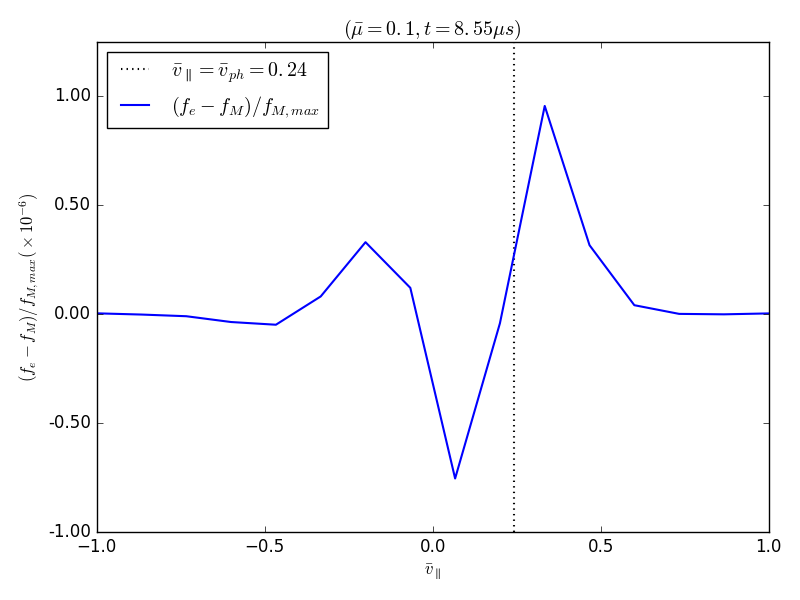 (μ̄ = 0.1, t = 8.55μs)
v̄∥ = v̄ph = 0.24
(fe − fM)/fM,max
1.00
0.50
0.00
-0.50
-1.00
(fe − fM)/fM,max(×10⁻⁶)
−1.0 −0.5 0.0 0.5 1.0
v̄∥